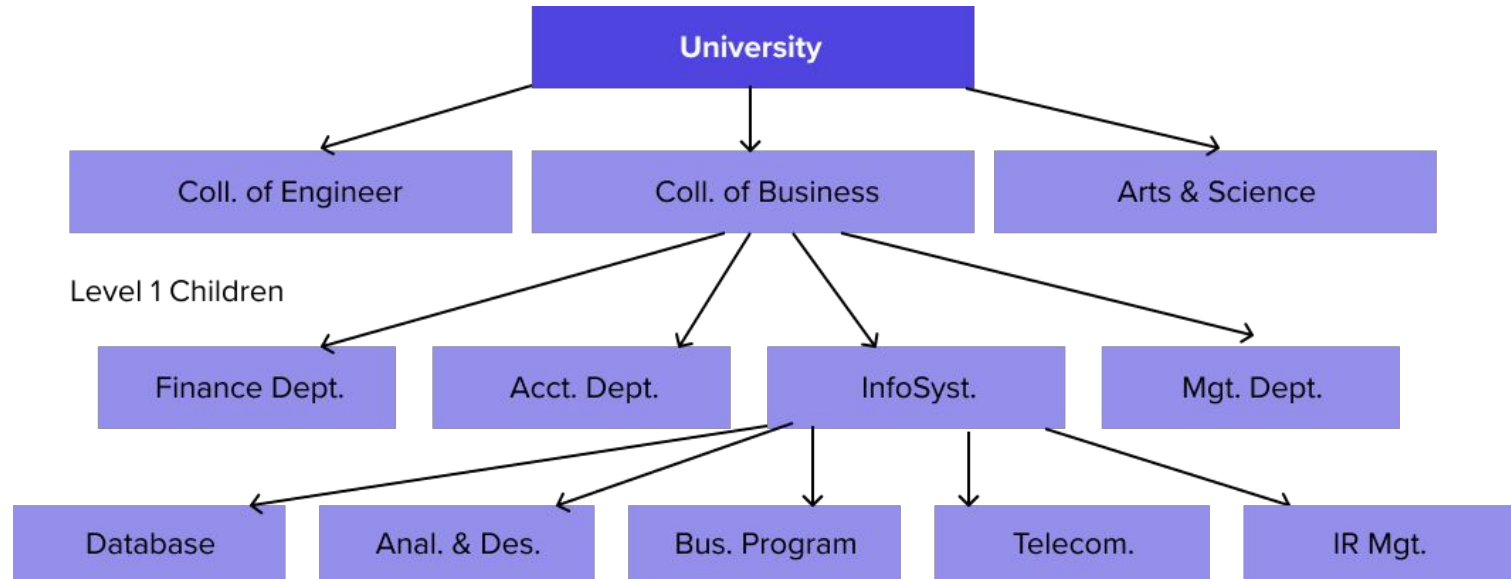 University
Coll. of Engineer
Coll. of Business
Arts & Science
Level 1 Children
Finance Dept.
Acct. Dept.
InfoSyst.
Mgt. Dept.
Database
Anal. & Des.
Bus. Program
Telecom.
IR Mgt.